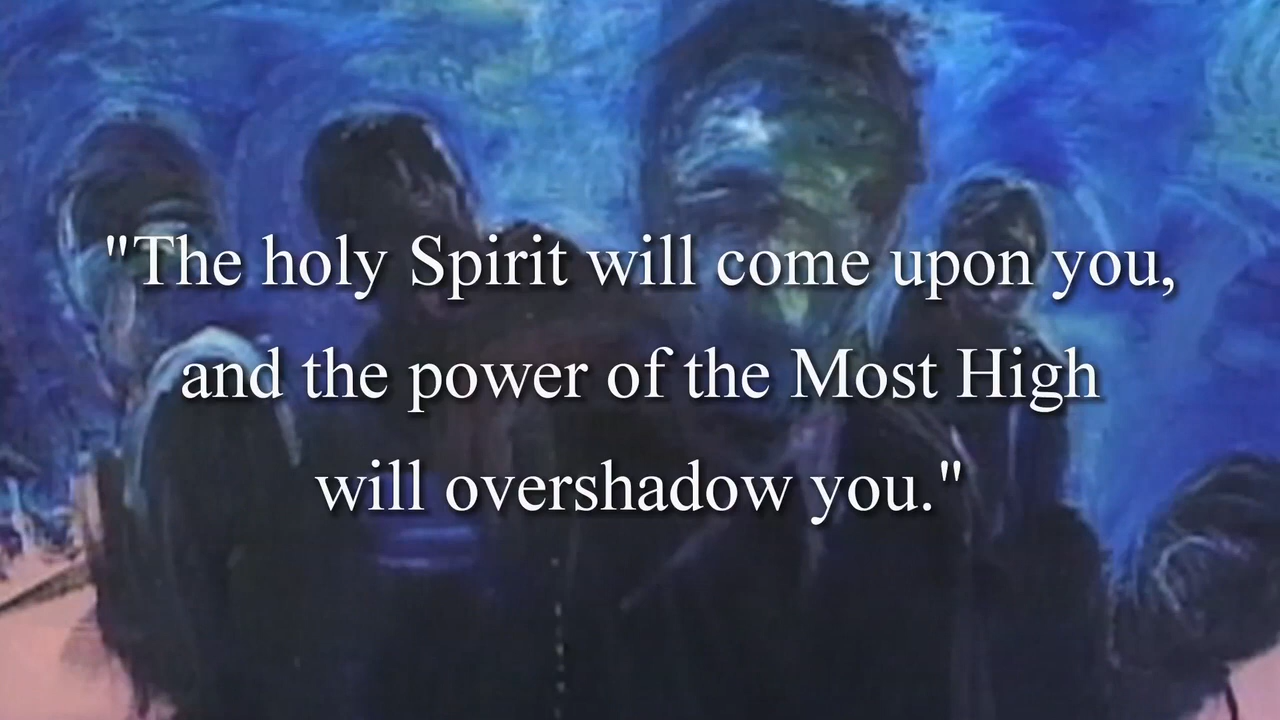 "The holy Spirit will come upon you,
and the power of the Most High
will overshadow you."